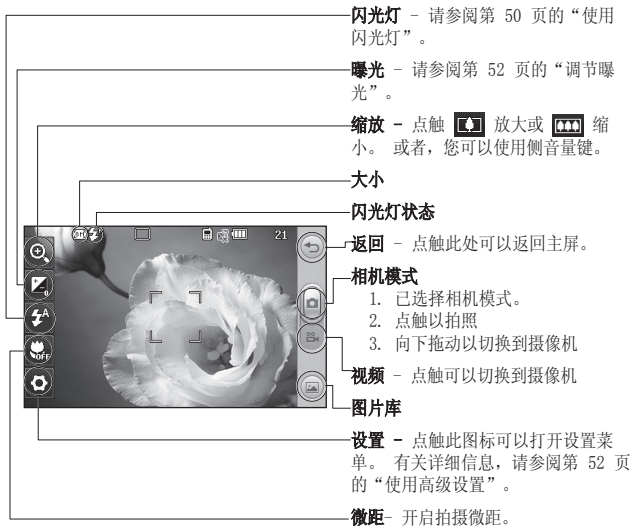 闪光灯 - 请参阅第 50 页的“使用
闪光灯”。
曝光 - 请参阅第 52 页的“调节曝
光”。
缩放 - 点触 放大或 缩
小。 或者，您可以使用侧音量键。
大小
闪光灯状态
返回 - 点触此处可以返回主屏。
相机模式
1. 已选择相机模式。
2. 点触以拍照
3. 向下拖动以切换到摄像机
视频 - 点触可以切换到摄像机
图片库
设置 - 点触此图标可以打开设置菜
单。 有关详细信息，请参阅第 52 页
的“使用高级设置”。
微距- 开启拍摄微距。
21
0
A
OFF